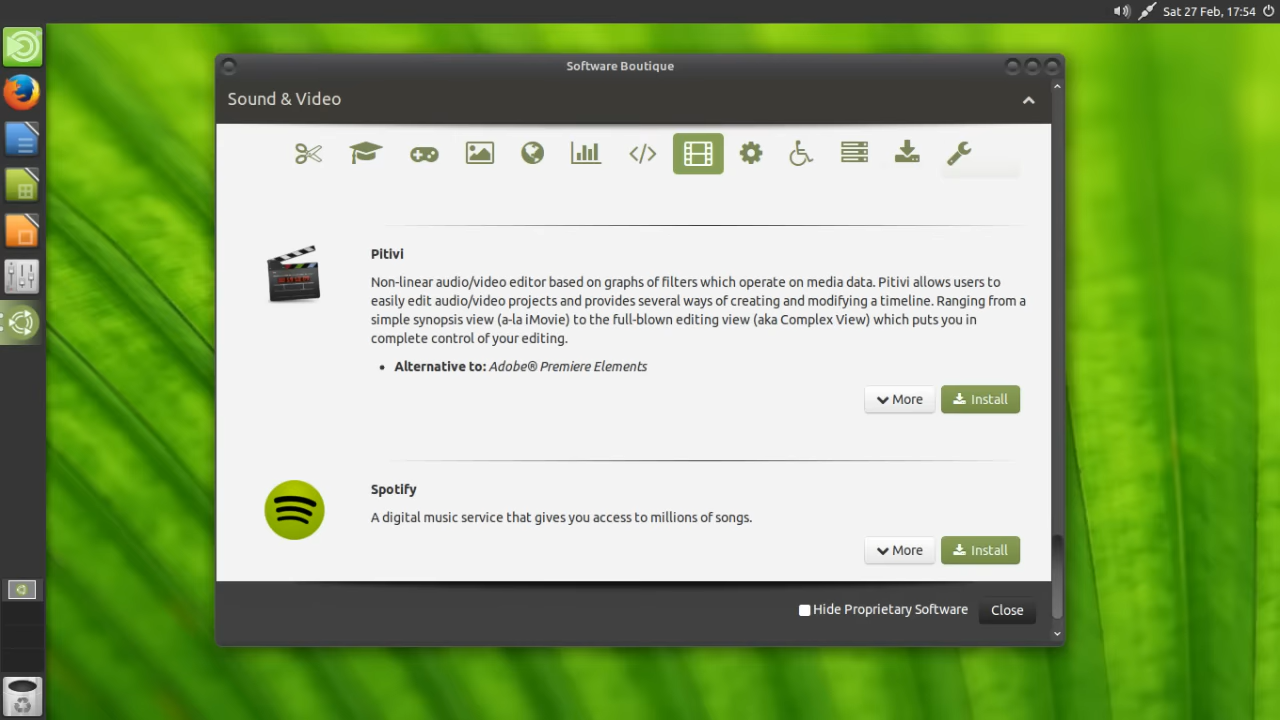 Sat 27 Feb, 17:54
Software Boutique
Sound & Video
Pitivi
Non-linear audio/video editor based on graphs of filters which operate on media data. Pitivi allows users to
easily edit audio/video projects and provides several ways of creating and modifying a timeline. Ranging from a
simple synopsis view (a-la iMovie) to the full-blown editing view (aka Complex View) which puts you in
complete control of your editing.
• Alternative to: Adobe® Premiere Elements
More Install
Spotify
A digital music service that gives you access to millions of songs.
More Install
Hide Proprietary Software Close